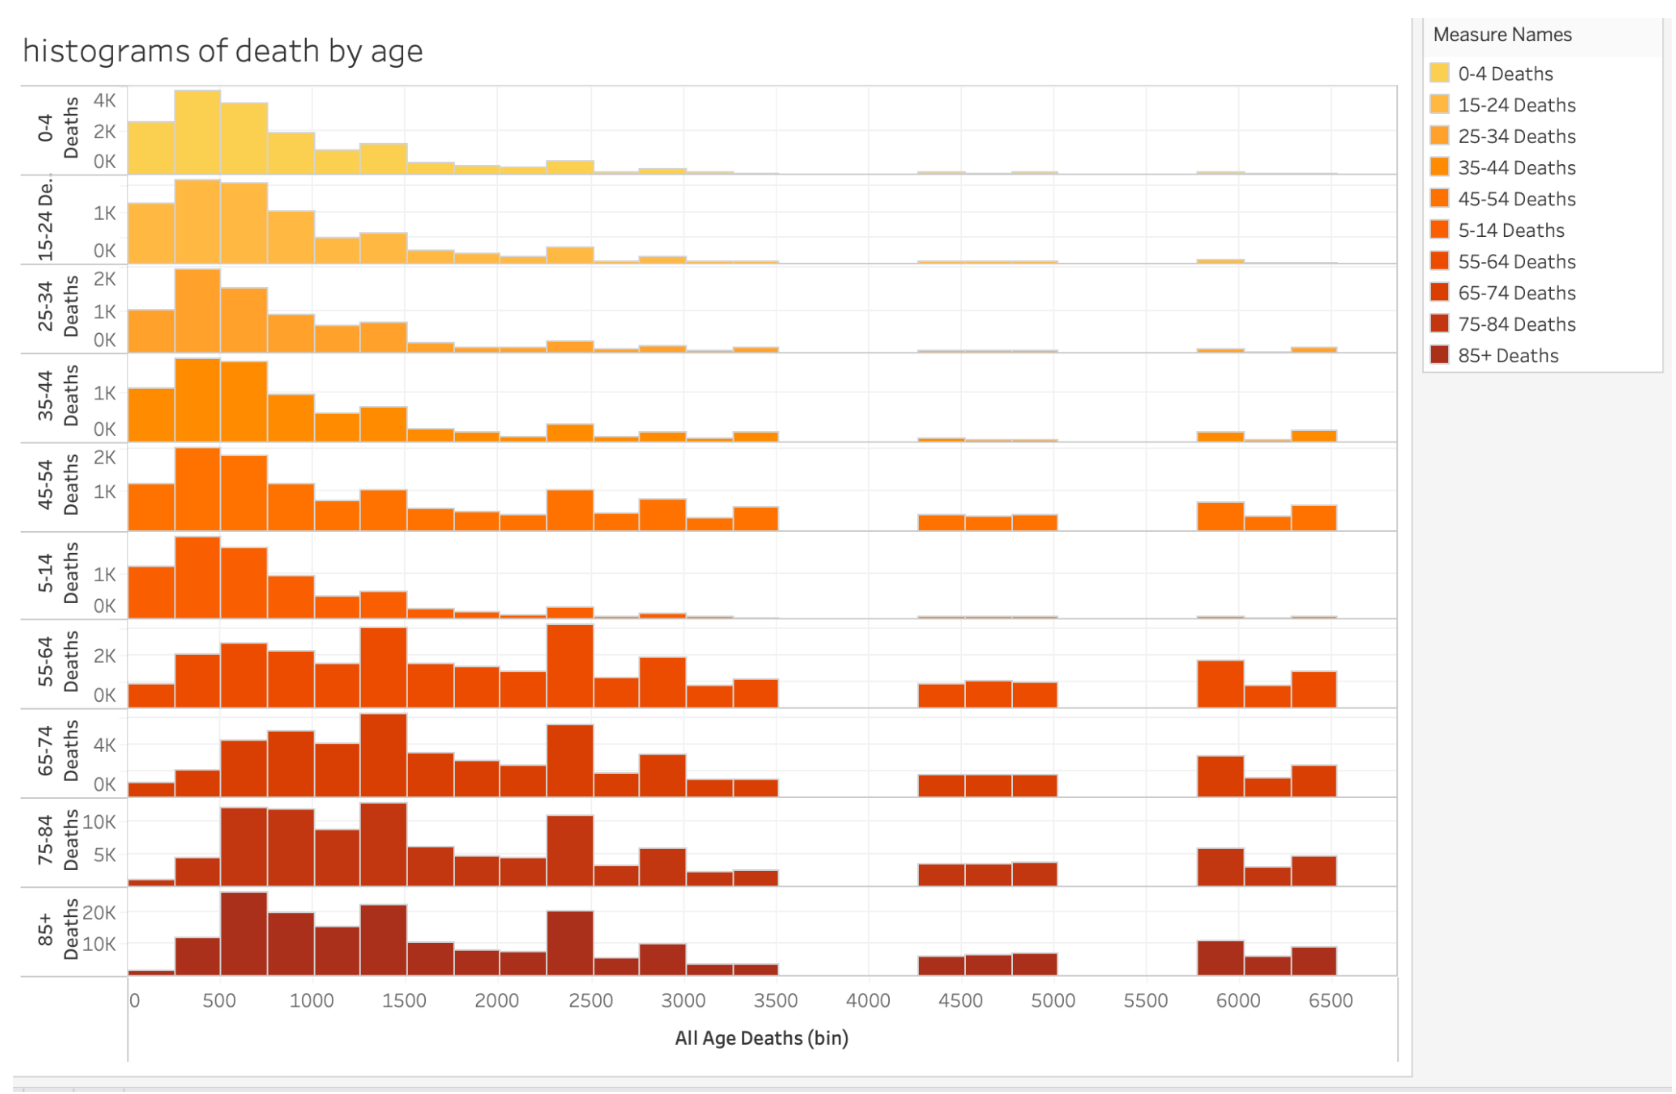 histograms of death by age
Measure Names
0-4 Deaths
15-24 Deaths
25-34 Deaths
35-44 Deaths
45-54 Deaths
5-14 Deaths
55-64 Deaths
65-74 Deaths
75-84 Deaths
85+ Deaths
0-4
Deaths
4K
2K
0K
15-24 De..
1K
0K
25-34
Deaths
2K
1K
0K
35-44
Deaths
1K
0K
45-54
Deaths
2K
1K
5-14
Deaths
1K
0K
55-64
Deaths
2K
0K
65-74
Deaths
4K
0K
75-84
Deaths
10K
5K
85+
Deaths
20K
10K
0 500 1000 1500 2000 2500 3000 3500 4000 4500 5000 5500 6000 6500
All Age Deaths (bin)